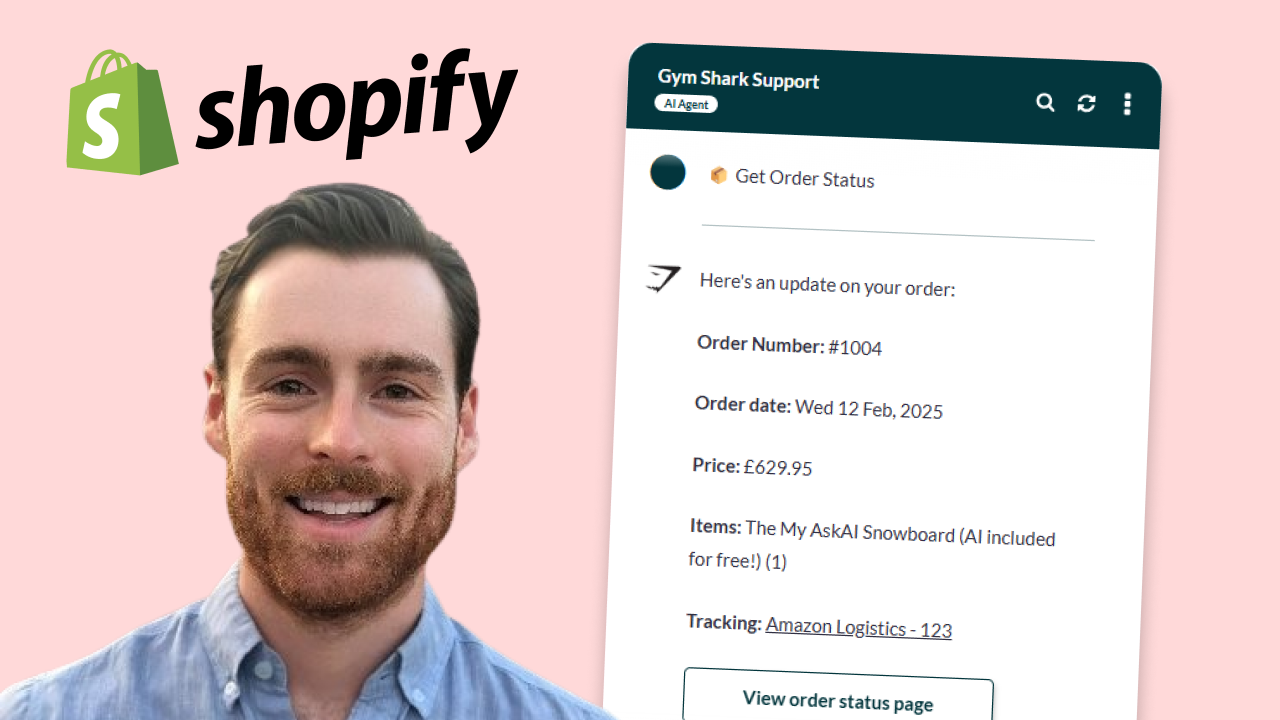 shopify
Gym Shark Support
AI Agent
Get Order Status
Here's an update on your order:
Order Number: #1004
Order date: Wed 12 Feb, 2025
Price: £629.95
Items: The My AskAI Snowboard (AI included
for free!) (1)
Tracking: Amazon Logistics - 123
View order status page